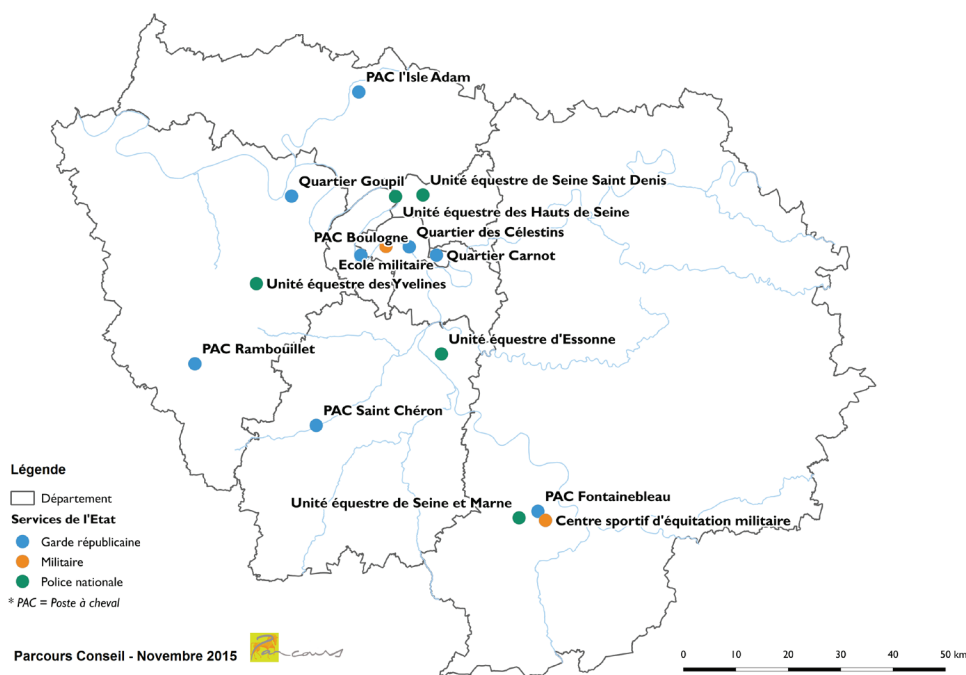 PAC l'Isle Adam
Quartier Goupil
Unité équestre de Seine Saint Denis
Unité équestre des Hauts de Seine
PAC Boulogne
Quartier des Célestins
Ecole militaire
Quartier Carnot
Unité équestre des Yvelines
Unité équestre d'Essonne
PAC Rambouillet
PAC Saint Chéron
Unité équestre de Seine et Marne
PAC Fontainebleau
Centre sportif d'équitation militaire
Légende
Département
Services de l'Etat
Garde républicaine
Militaire
Police nationale
* PAC = Poste à cheval
Parcours Conseil - Novembre 2015
Parcours
0 10 20 30 40 50 km